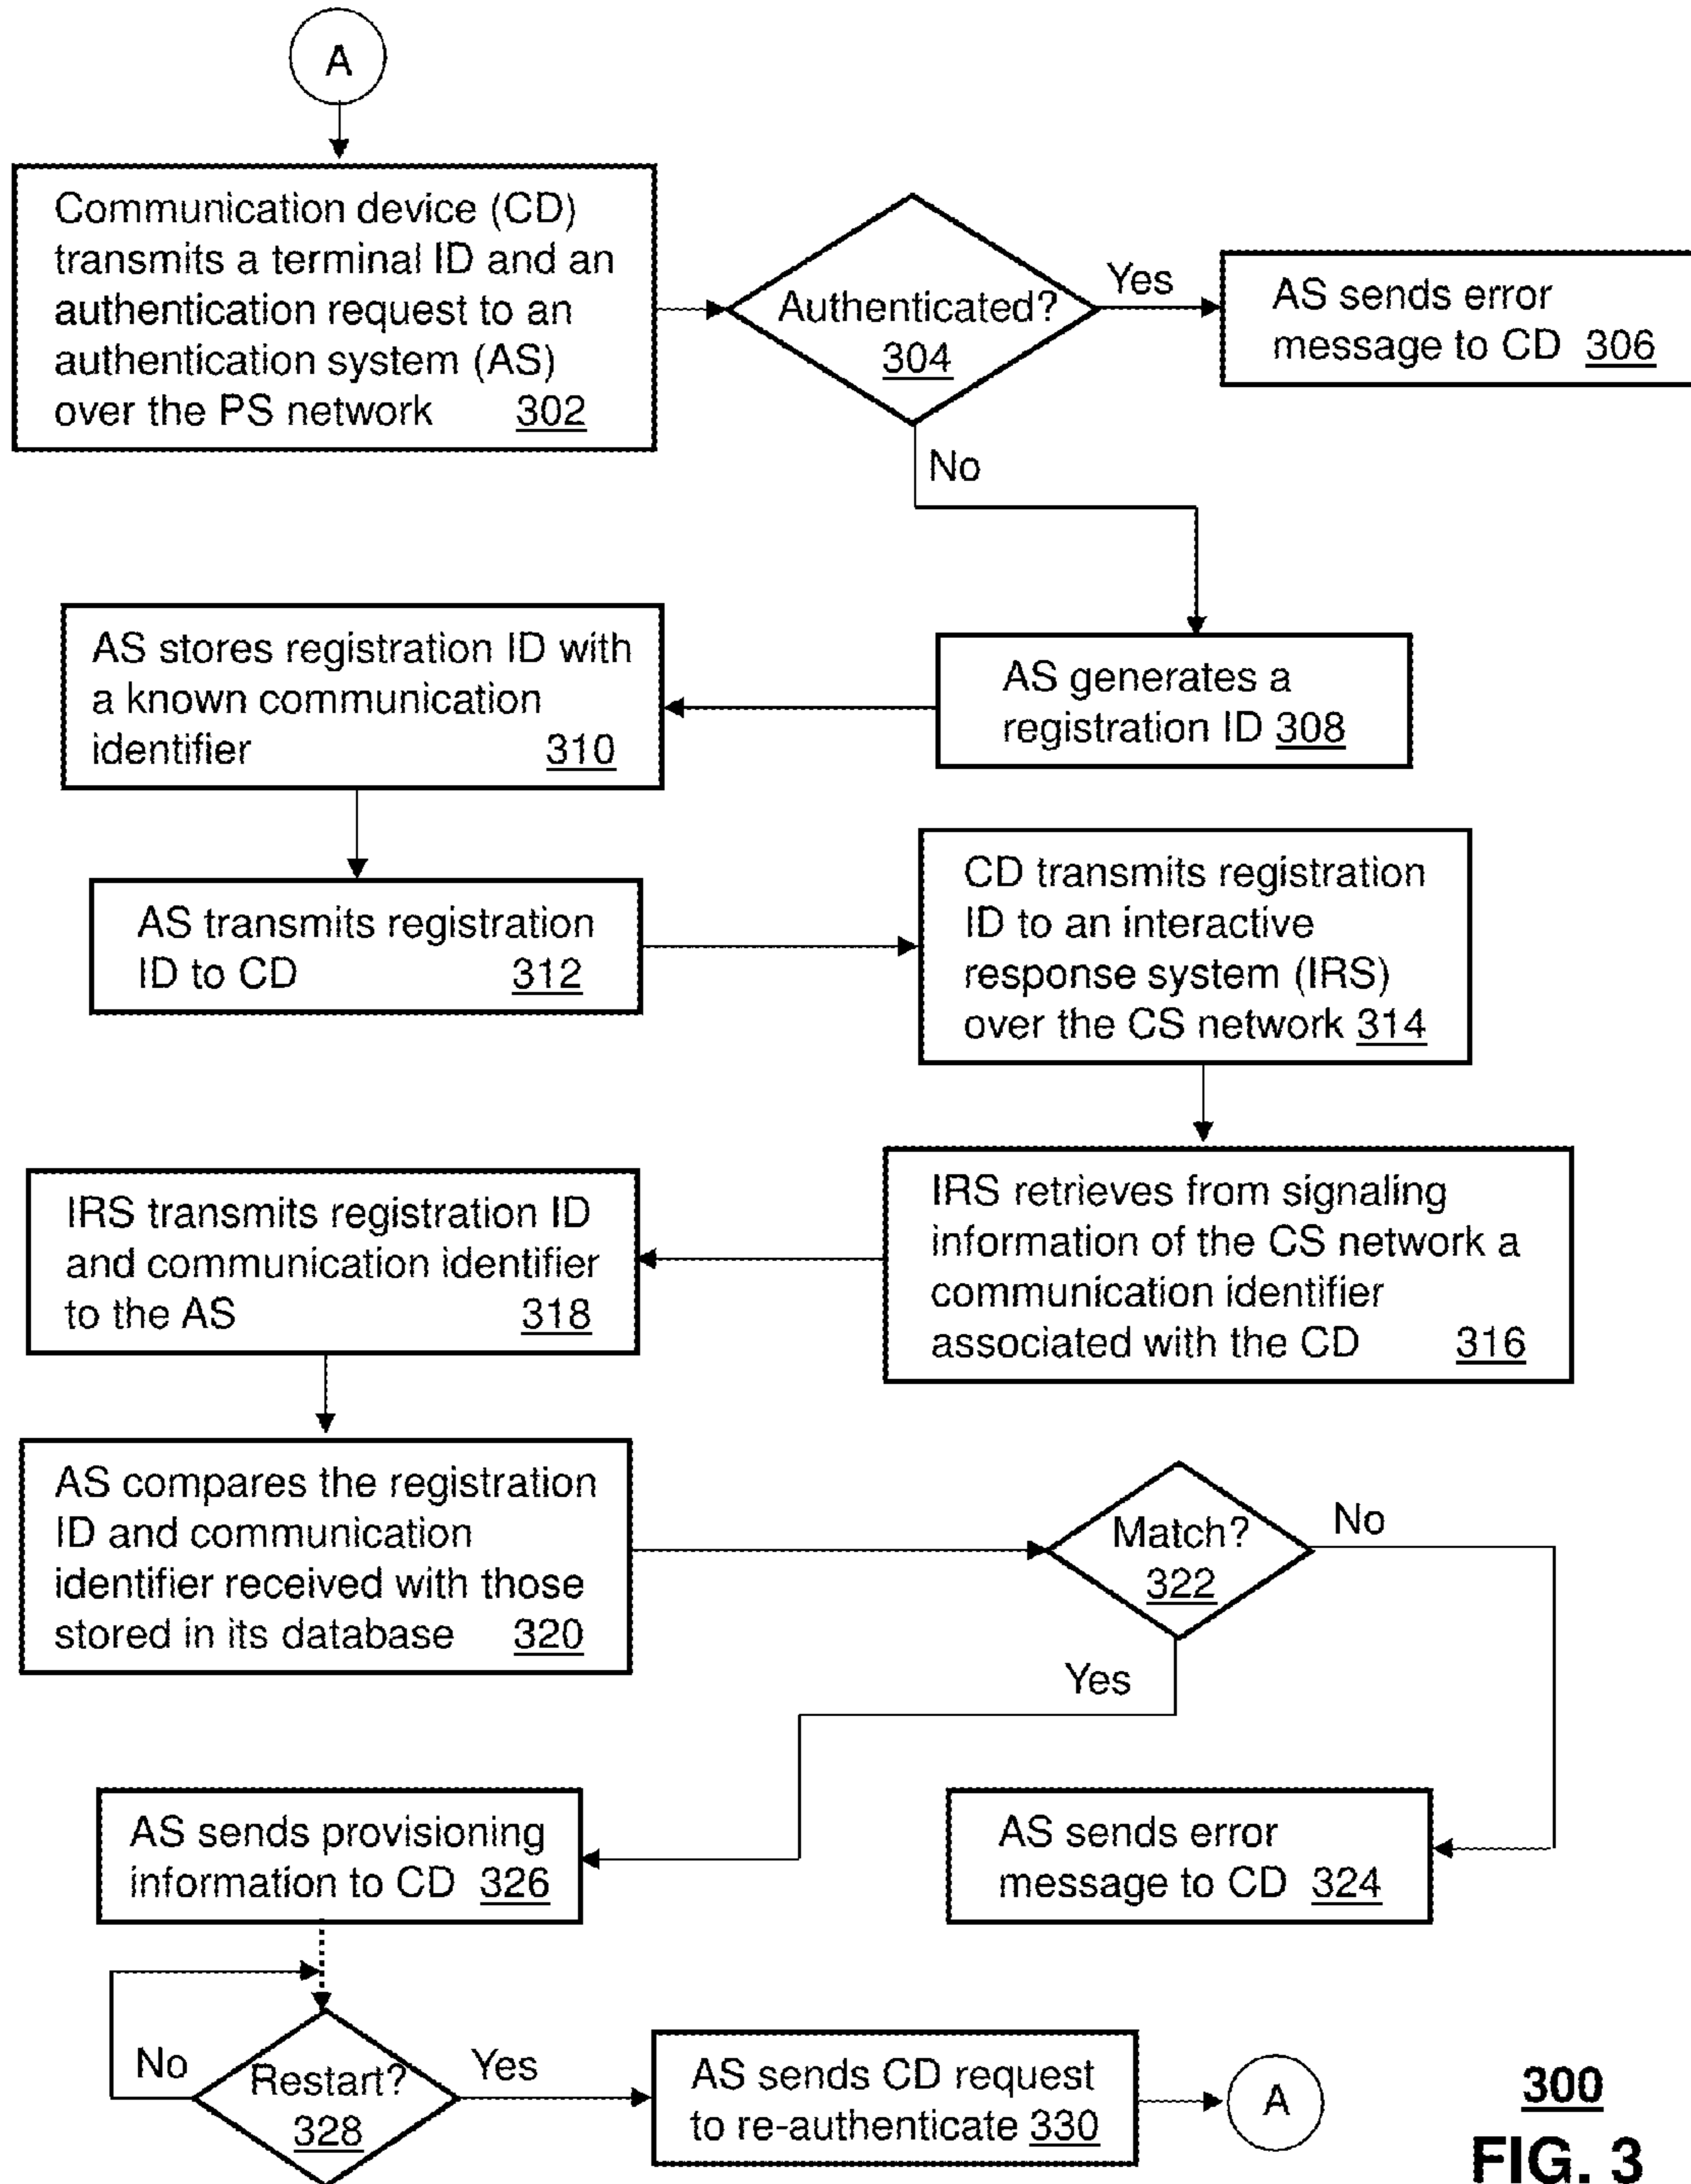 A
Communication device (CD)
transmits a terminal ID and an
authentication request to an
authentication system (AS)
over the PS network 302
Authenticated?
304
Yes
AS sends error
message to CD 306
No
AS generates a
registration ID 308
AS stores registration ID with
a known communication
identifier 310
AS transmits registration
ID to CD 312
CD transmits registration
ID to an interactive
response system (IRS)
over the CS network 314
IRS retrieves from signaling
information of the CS network a
communication identifier
associated with the CD 316
IRS transmits registration ID
and communication identifier
to the AS 318
AS compares the registration
ID and communication
identifier received with those
stored in its database 320
Match?
322
No
Yes
AS sends error
message to CD 324
AS sends provisioning
information to CD 326
Restart?
328
No
Yes
AS sends CD request
to re-authenticate 330
A
300
FIG. 3